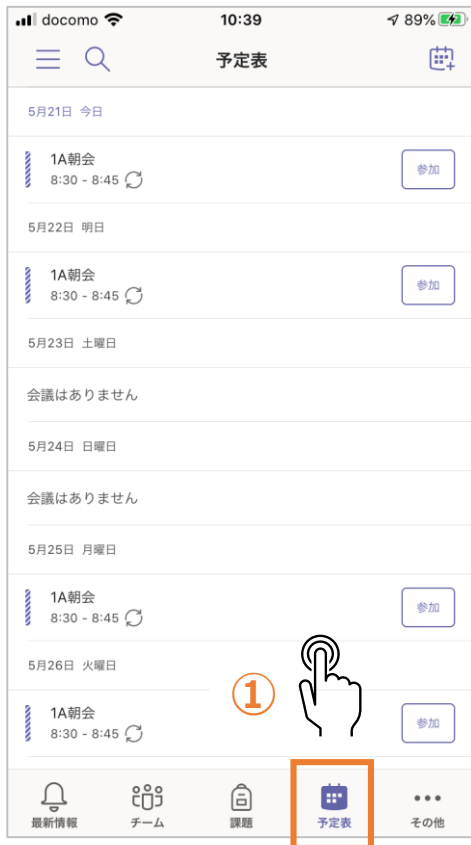 docomo 10:39 89%
予定表
5月21日 今日
1A朝会 参加
8:30 - 8:45
5月22日 明日
1A朝会 参加
8:30 - 8:45
5月23日 土曜日
会議はありません
5月24日 日曜日
会議はありません
5月25日 月曜日
1A朝会 参加
8:30 - 8:45
5月26日 火曜日
①
1A朝会 参加
8:30 - 8:45
最新情報 チーム 課題 予定表 その他